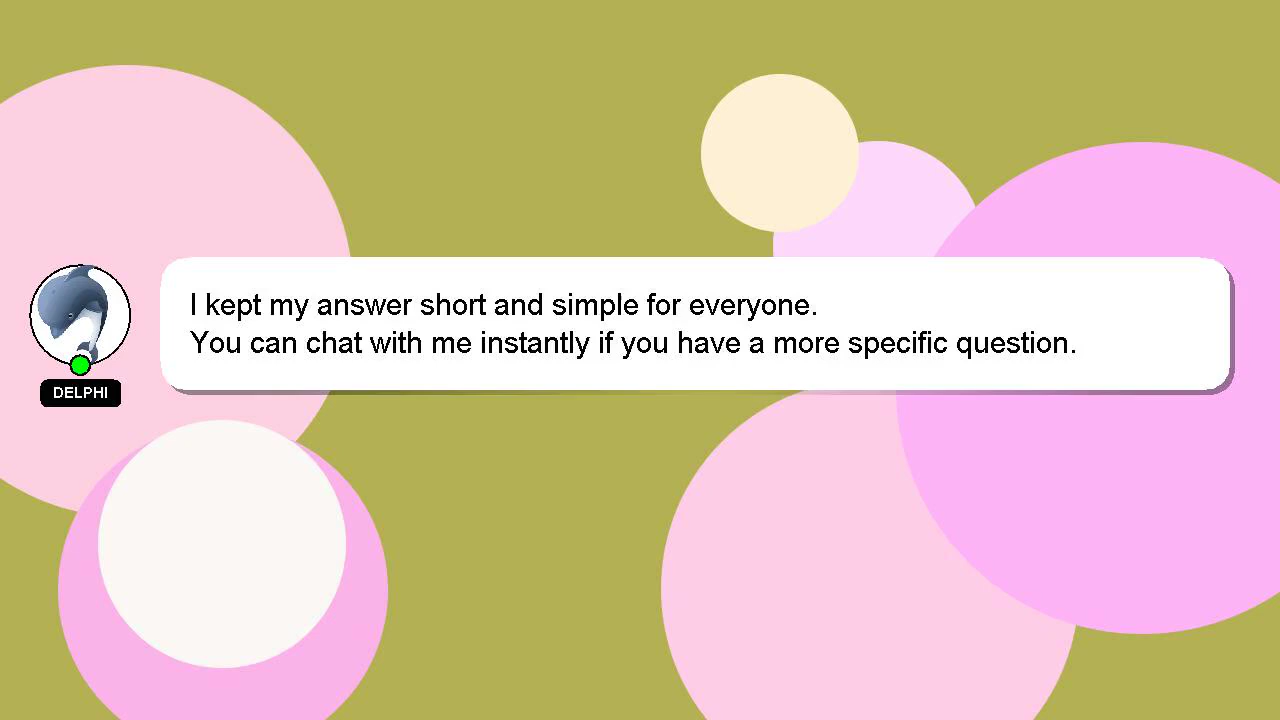 I kept my answer short and simple for everyone.
You can chat with me instantly if you have a more specific question.
DELPHI